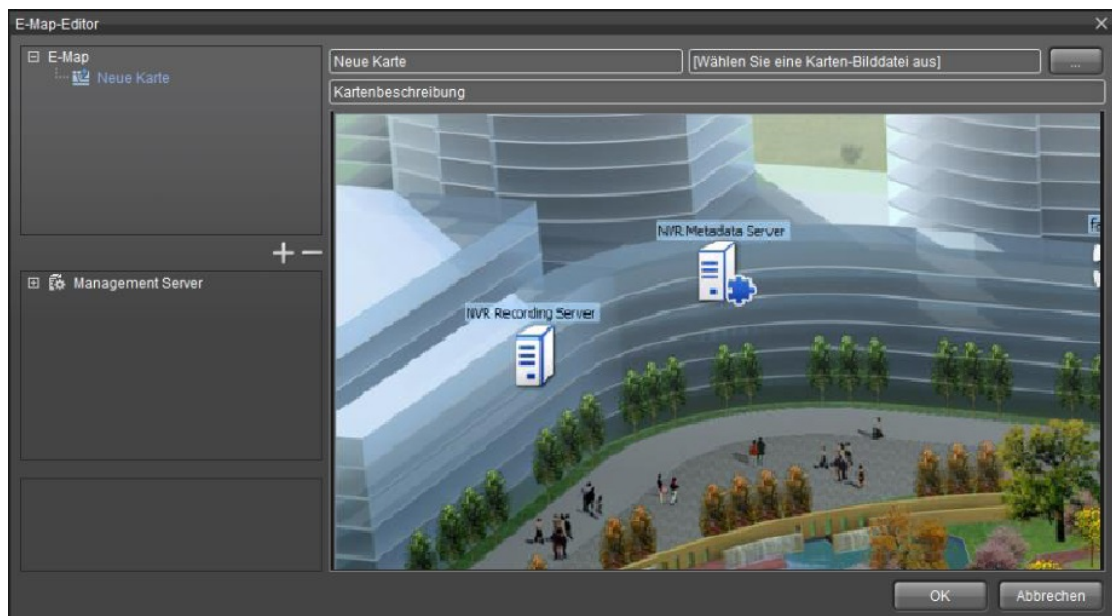 E-Map-Editor
E-Map
Neue Karte
Management Server
Neue Karte
[Wählen Sie eine Karten-Bilddatei aus]
...
Kartenbeschreibung
NVR Metadata Server
NVR Recording Server
OK
Abbrechen